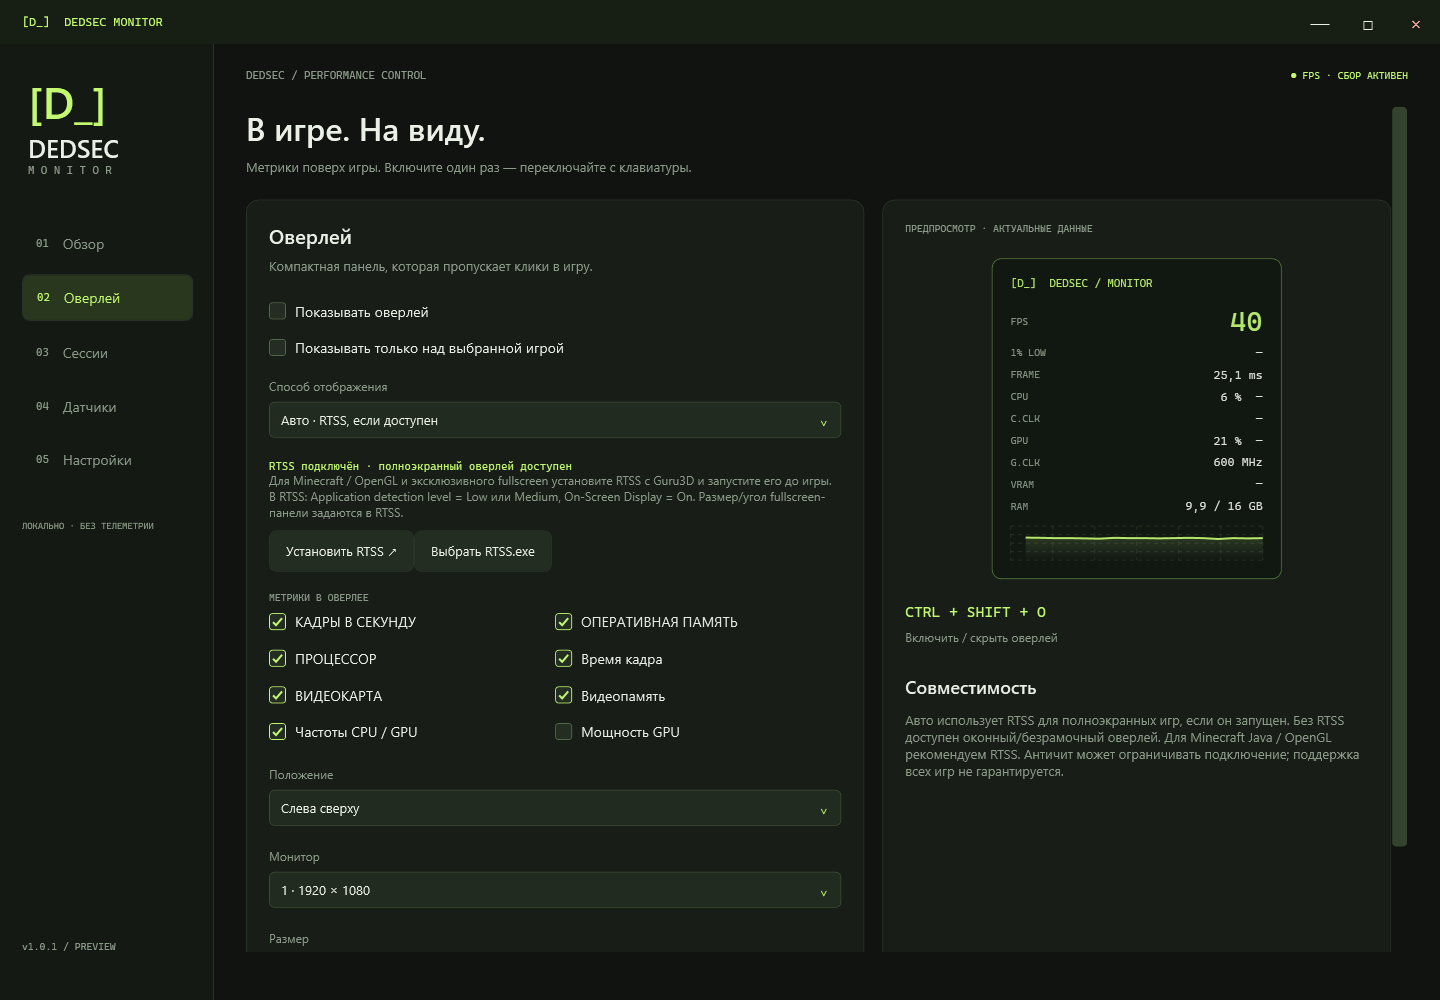 [D_] DEDSEC MONITOR
[D_]
DEDSEC
MONITOR
01 Обзор
02 Оверлей
03 Сессии
04 Датчики
05 Настройки
ЛОКАЛЬНО · БЕЗ ТЕЛЕМЕТРИИ
v1.0.1 / PREVIEW
DEDSEC / PERFORMANCE CONTROL
● FPS · СБОР АКТИВЕН
В игре. На виду.
Метрики поверх игры. Включите один раз — переключайте с клавиатуры.
Оверлей
Компактная панель, которая пропускает клики в игру.
Показывать оверлей
Показывать только над выбранной игрой
Способ отображения
Авто · RTSS, если доступен
RTSS подключён · полноэкранный оверлей доступен
Для Minecraft / OpenGL и эксклюзивного fullscreen установите RTSS с Guru3D и запустите его до игры.
В RTSS: Application detection level = Low или Medium, On-Screen Display = On. Размер/угол fullscreen-
панели задаются в RTSS.
Установить RTSS ↗ Выбрать RTSS.exe
МЕТРИКИ В ОВЕРЛЕЕ
КАДРЫ В СЕКУНДУ ОПЕРАТИВНАЯ ПАМЯТЬ
ПРОЦЕССОР Время кадра
ВИДЕОКАРТА Видеопамять
Частоты CPU / GPU Мощность GPU
Положение
Слева сверху
Монитор
1 · 1920 × 1080
Размер
ПРЕДПРОСМОТР · АКТУАЛЬНЫЕ ДАННЫЕ
[D_] DEDSEC / MONITOR
FPS 40
1% LOW —
FRAME 25,1 ms
CPU 6 % —
C.CLK —
GPU 21 % —
G.CLK 600 MHz
VRAM —
RAM 9,9 / 16 GB
CTRL + SHIFT + O
Включить / скрыть оверлей
Совместимость
Авто использует RTSS для полноэкранных игр, если он запущен. Без RTSS
доступен оконный/безрамочный оверлей. Для Minecraft Java / OpenGL
рекомендуем RTSS. Античит может ограничивать подключение; поддержка
всех игр не гарантируется.